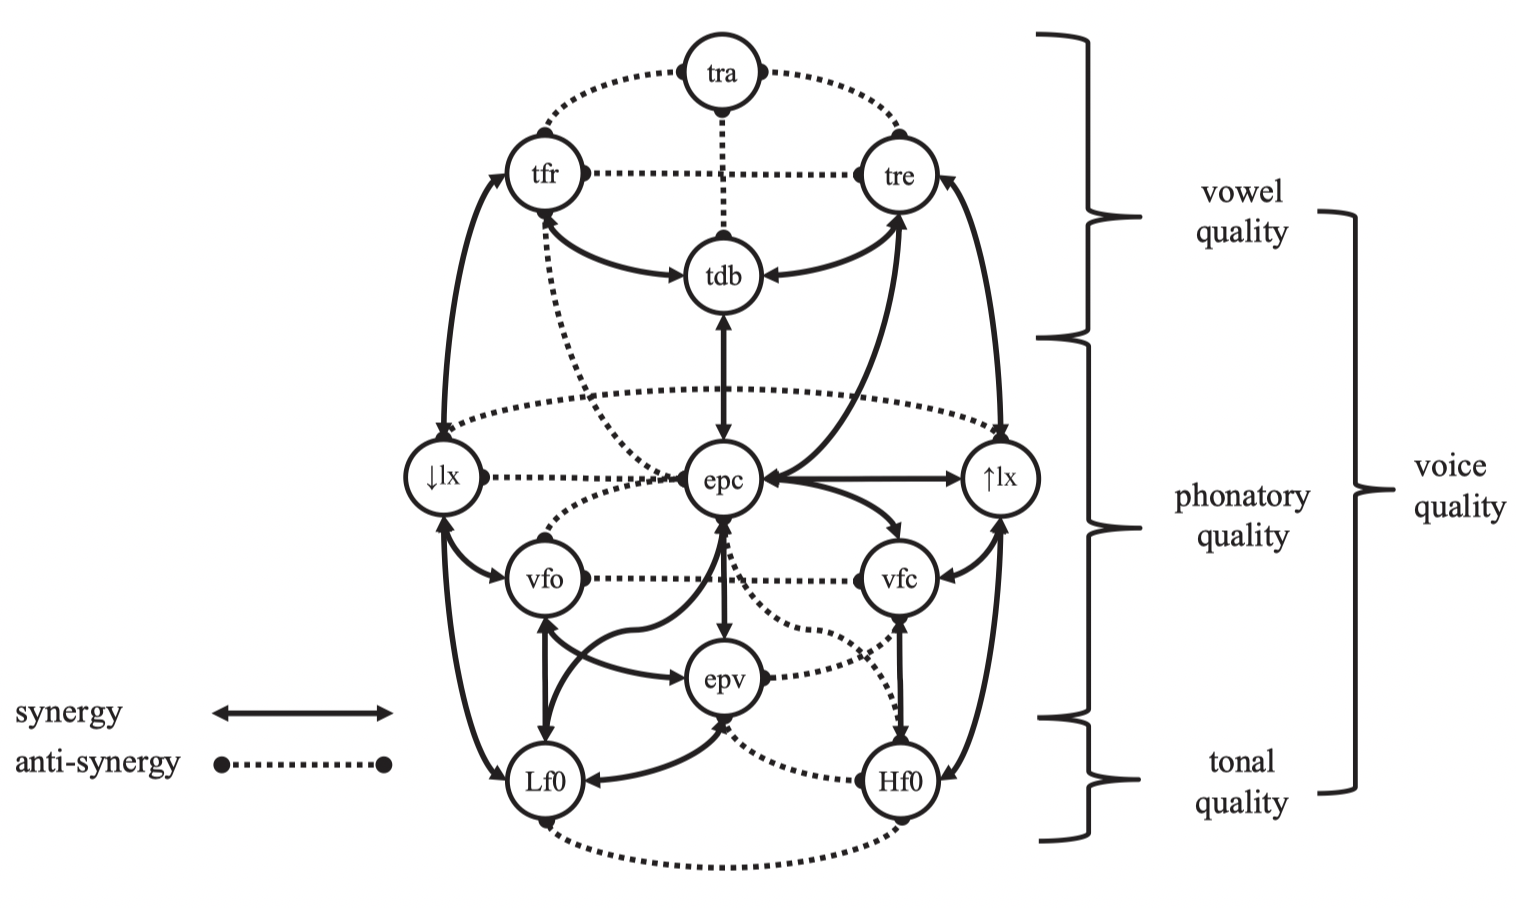 tra
tfr
tre
vowel
quality
tdb
↓lx
epc
↑lx
voice
quality
phonatory
quality
vfo
vfc
epv
synergy
anti-synergy
Lf0
Hf0
tonal
quality